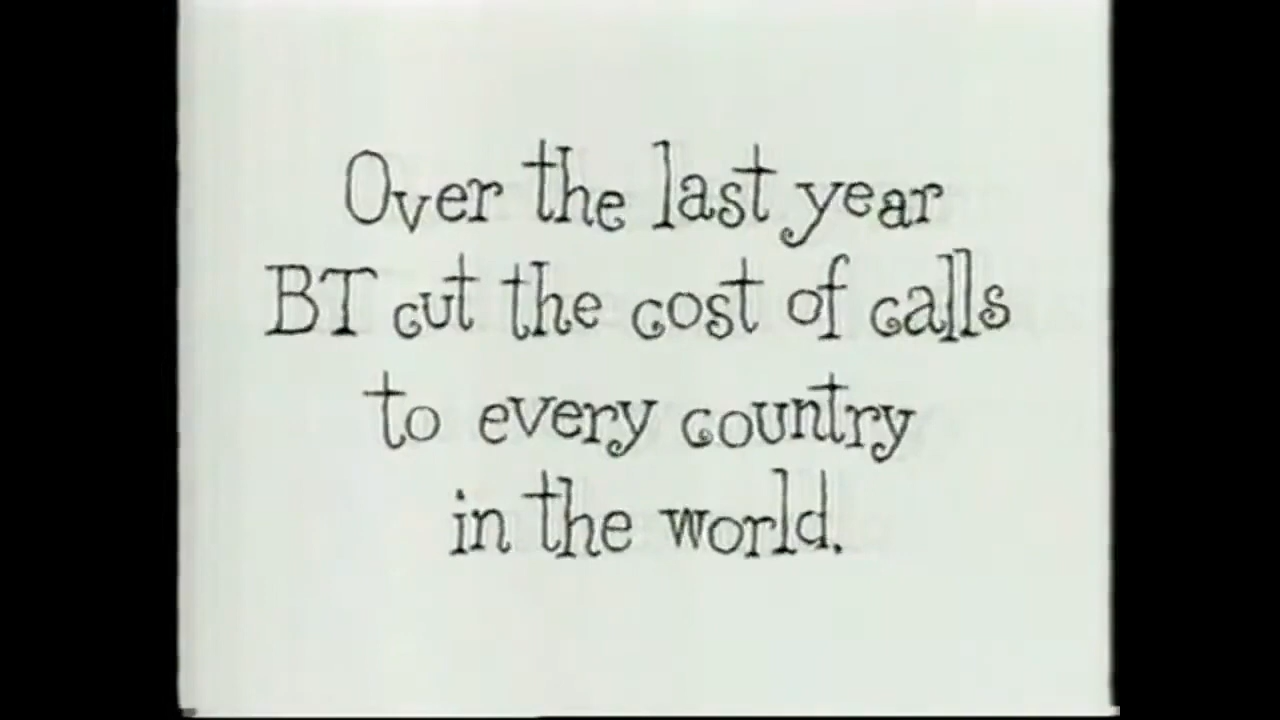 Over the last year
BT cut the cost of calls
to every country
in the world.